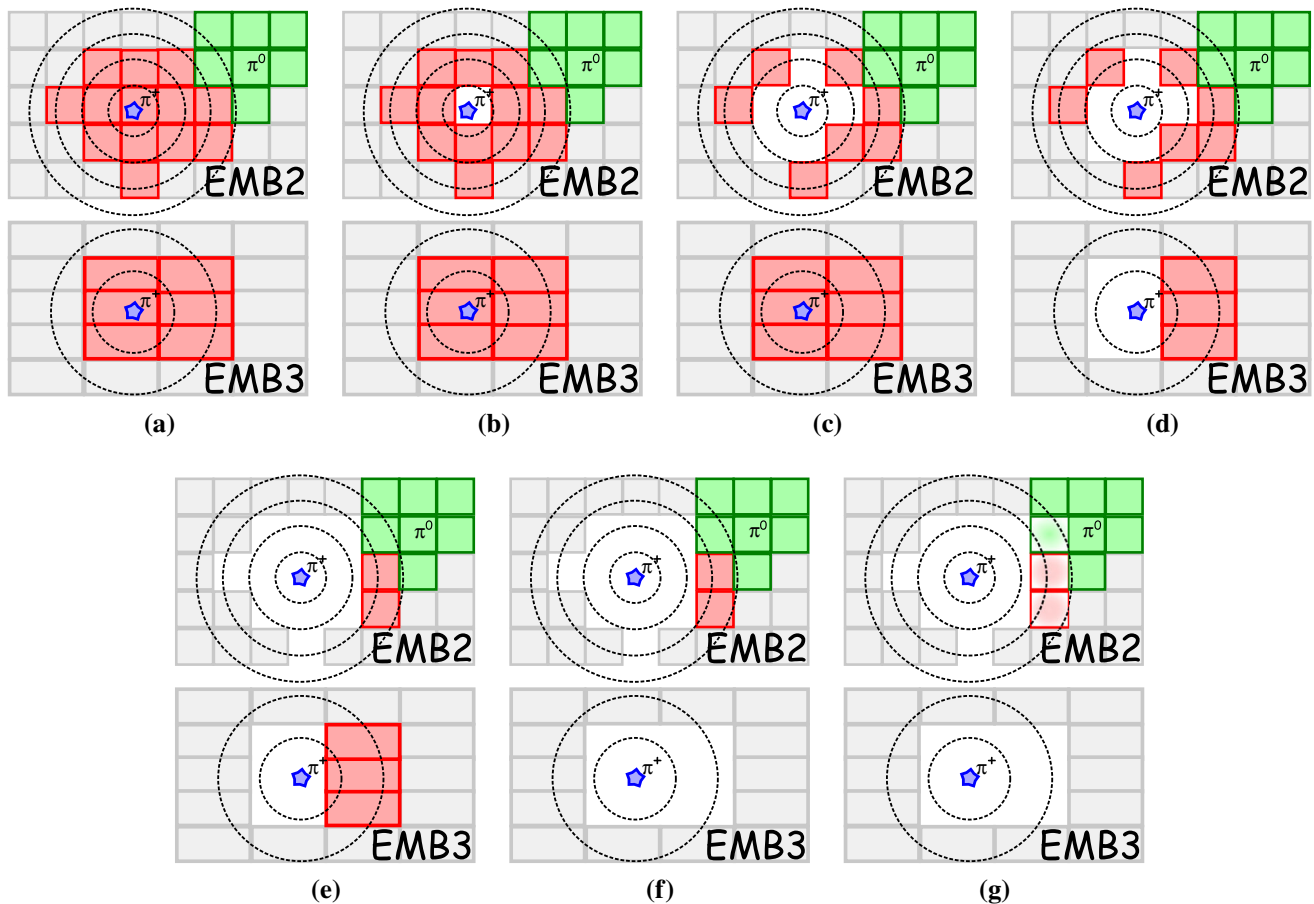 π⁰ π⁰ π⁰ π⁰
π⁺ π⁺ π⁺ π⁺
EMB2 EMB2 EMB2 EMB2
π⁺ π⁺ π⁺ π⁺
EMB3 EMB3 EMB3 EMB3
(a) (b) (c) (d)
π⁰ π⁰ π⁰
π⁺ π⁺ π⁺
EMB2 EMB2 EMB2
π⁺ π⁺ π⁺
EMB3 EMB3 EMB3
(e) (f) (g)